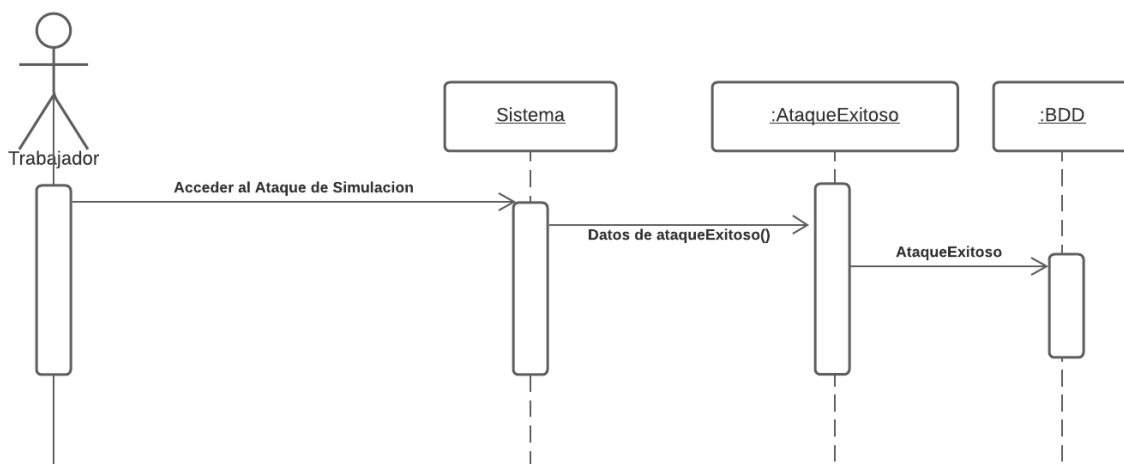 Sistema
:AtaqueExitoso
:BDD
Trabajador
Acceder al Ataque de Simulacion
Datos de ataqueExitoso()
AtaqueExitoso